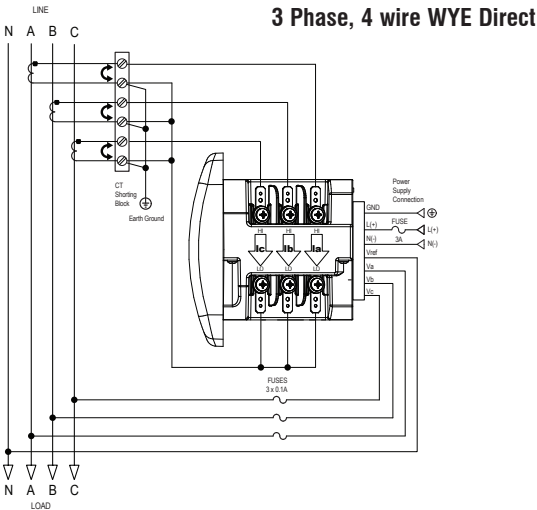 3 Phase, 4 wire WYE Direct
LINE
N A B C
CT
Shorting
Block
Earth Ground
Power
Supply
Connection
GND
L(+)
FUSE
L(+)
N(-)
3A
N(-)
Vref
Va
Vb
Vc
HI HI HI
Ic Ib Ia
LO LO LO
FUSES
3 x 0.1A
N A B C
LOAD